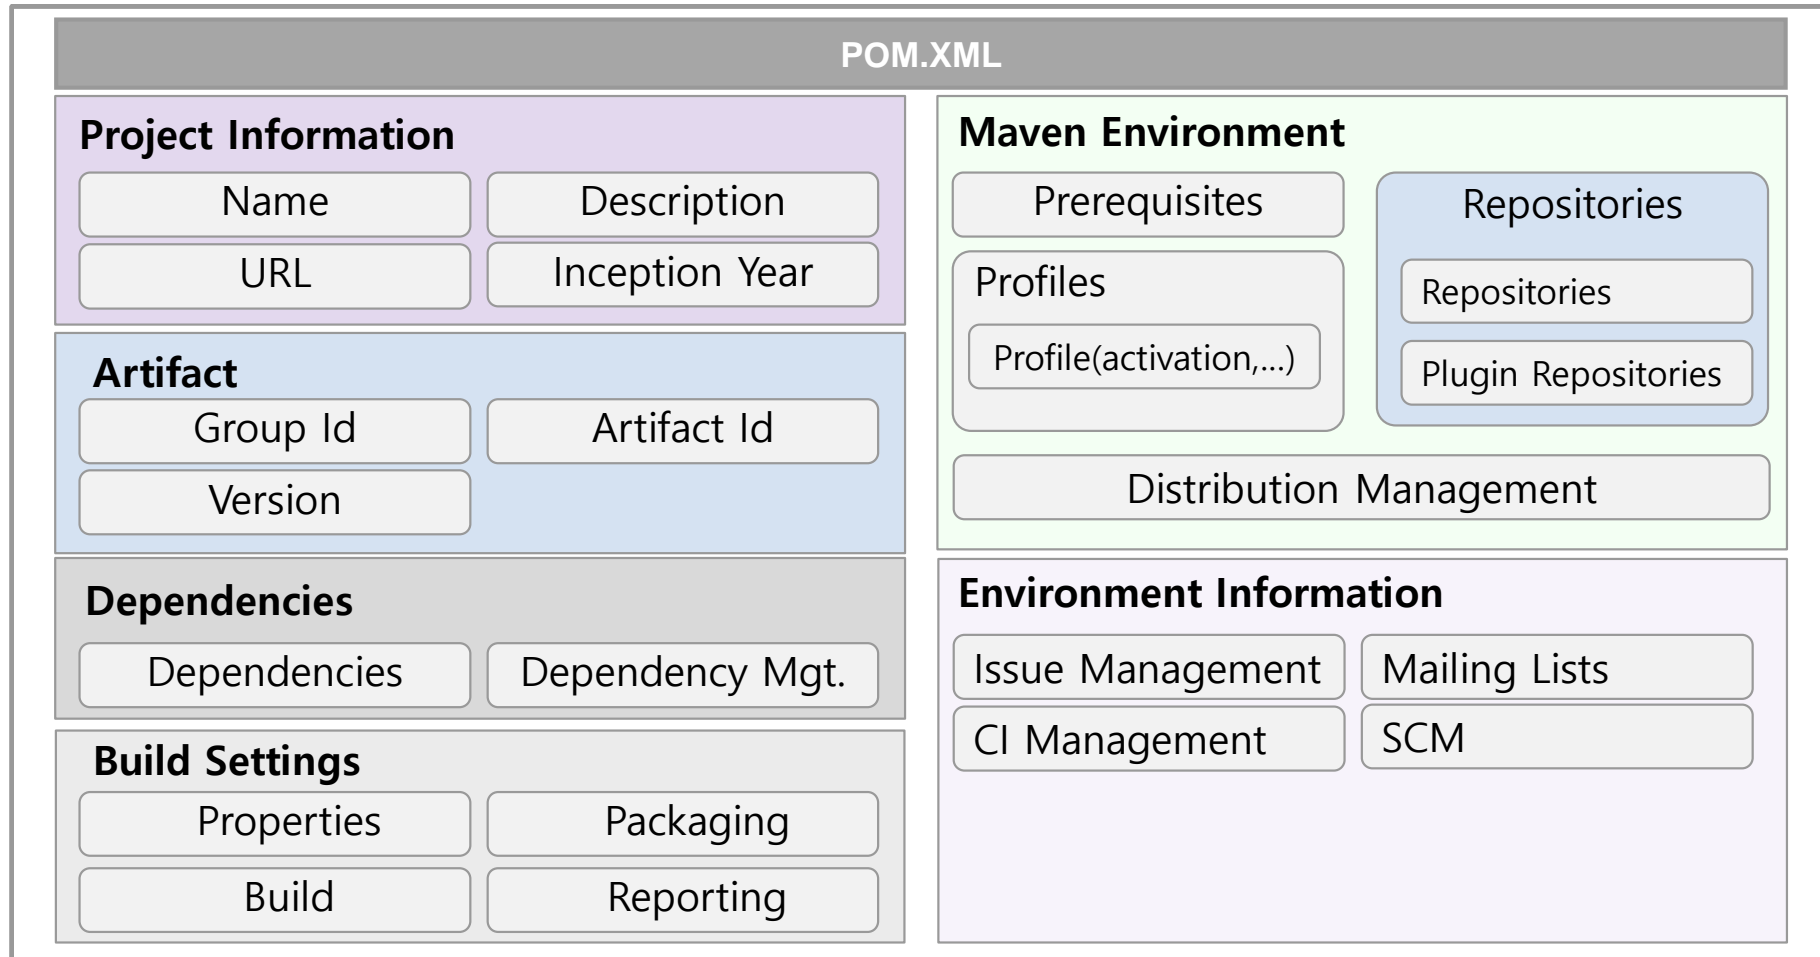 POM.XML
Project Information
Name
Description
URL
Inception Year
Artifact
Group Id
Artifact Id
Version
Dependencies
Dependencies
Dependency Mgt.
Build Settings
Properties
Packaging
Build
Reporting
Maven Environment
Prerequisites
Profiles
Profile(activation,...)
Repositories
Repositories
Plugin Repositories
Distribution Management
Environment Information
Issue Management
Mailing Lists
CI Management
SCM